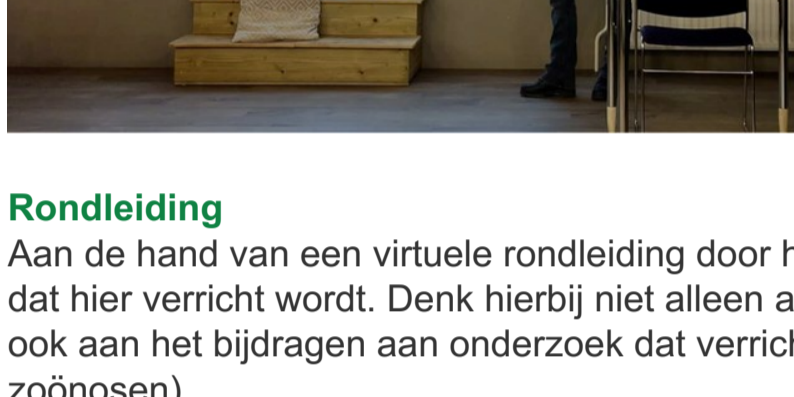 Rondleiding
Aan de hand van een virtuele rondleiding door
dat hier verricht wordt. Denk hierbij niet alleen
ook aan het bijdragen aan onderzoek dat
zoönosen)